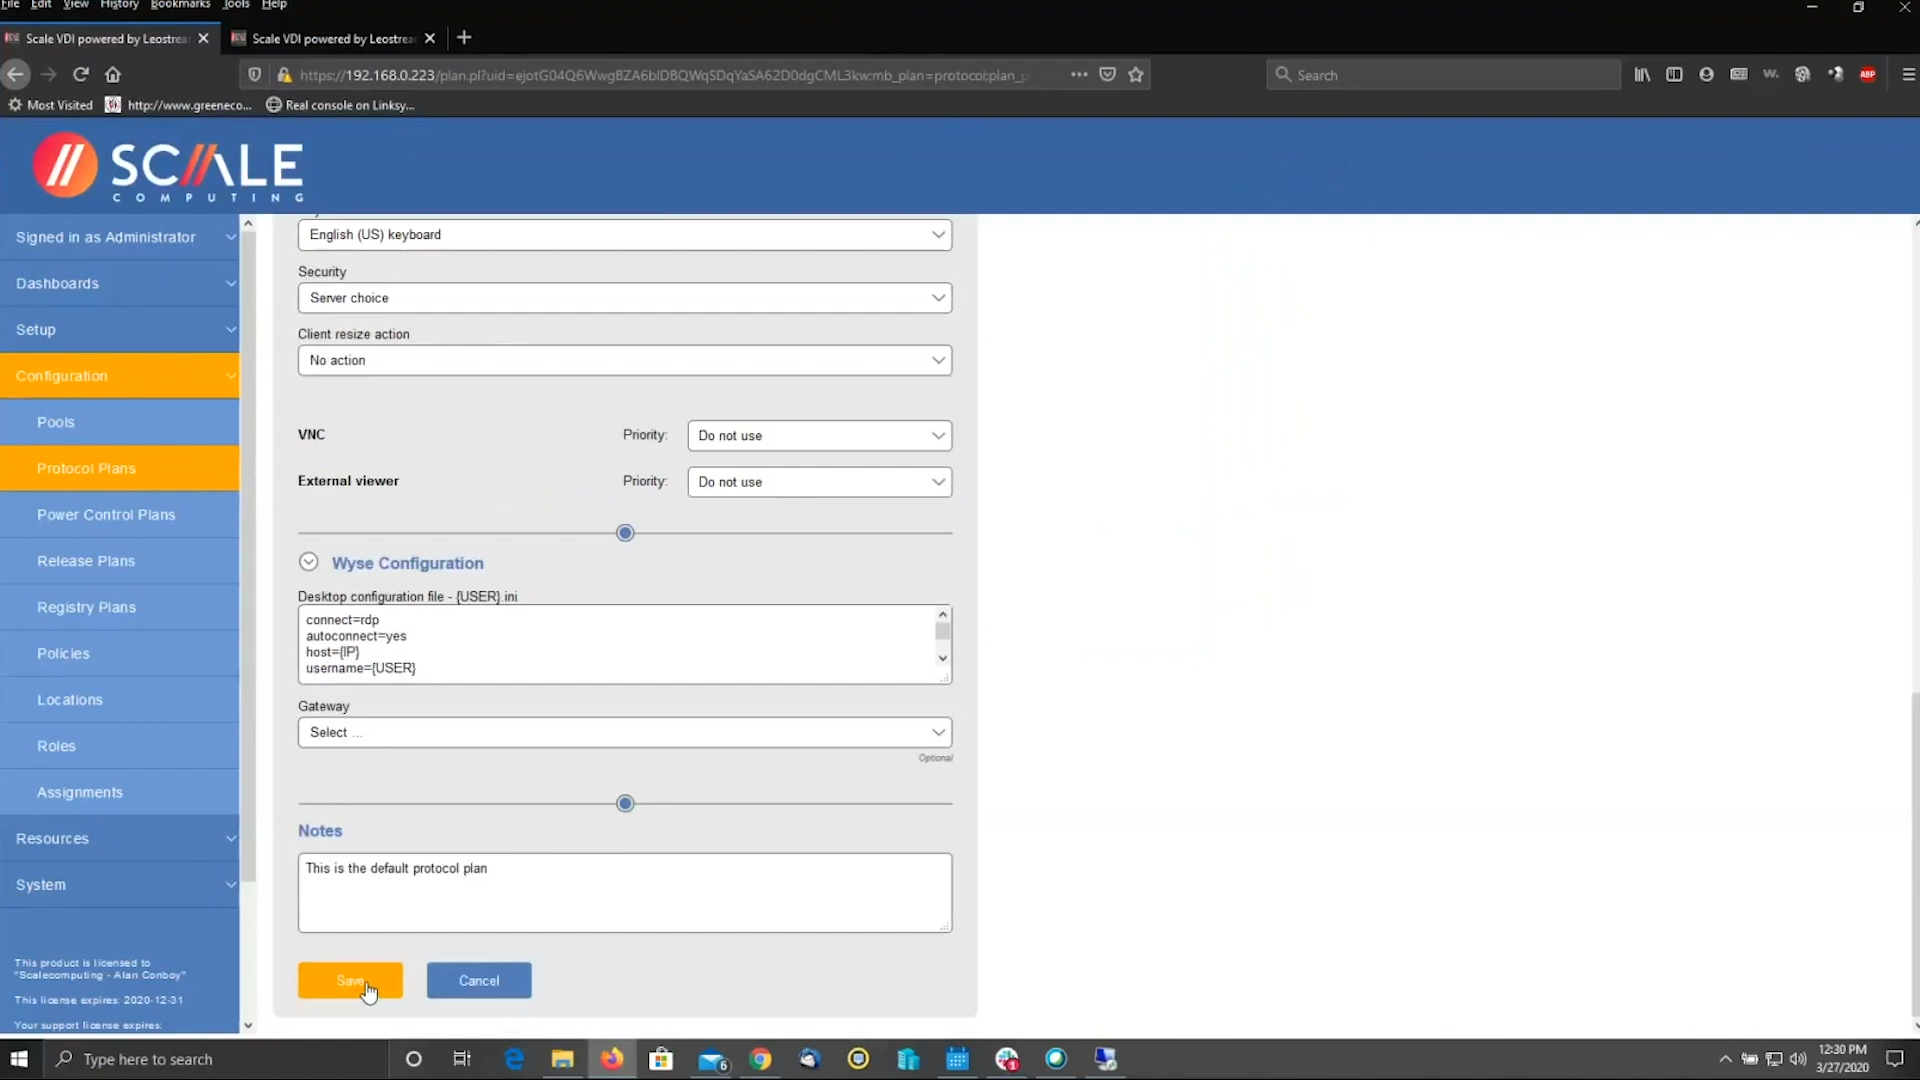 File Edit View History Bookmarks Tools Help
Scale VDI powered by Leostrea
Scale VDI powered by Leostrea
https://192.168.0.223/plan.pl?uid=ejotG04Q6WwgBZA6blDBQWqSDqYaSA62D0dgCML3kw:mb_plan=protocol:plan_p
Search
Most Visited
http://www.greeneco...
Real console on Linksy...
SCALE
COMPUTING
Signed in as Administrator
Dashboards
Setup
Configuration
Pools
Protocol Plans
Power Control Plans
Release Plans
Registry Plans
Policies
Locations
Roles
Assignments
Resources
System
This product is licensed to
"Scalecomputing - Alan Conboy"
This license expires: 2020-12-31
Your support license expires:
English (US) keyboard
Security
Server choice
Client resize action
No action
VNC Priority: Do not use
External viewer Priority: Do not use
Wyse Configuration
Desktop configuration file - {USER}.ini
connect=rdp
autoconnect=yes
host={IP}
username={USER}
Gateway
Select ...
Optional
Notes
This is the default protocol plan
Save
Cancel
Type here to search
12:30 PM
3/27/2020